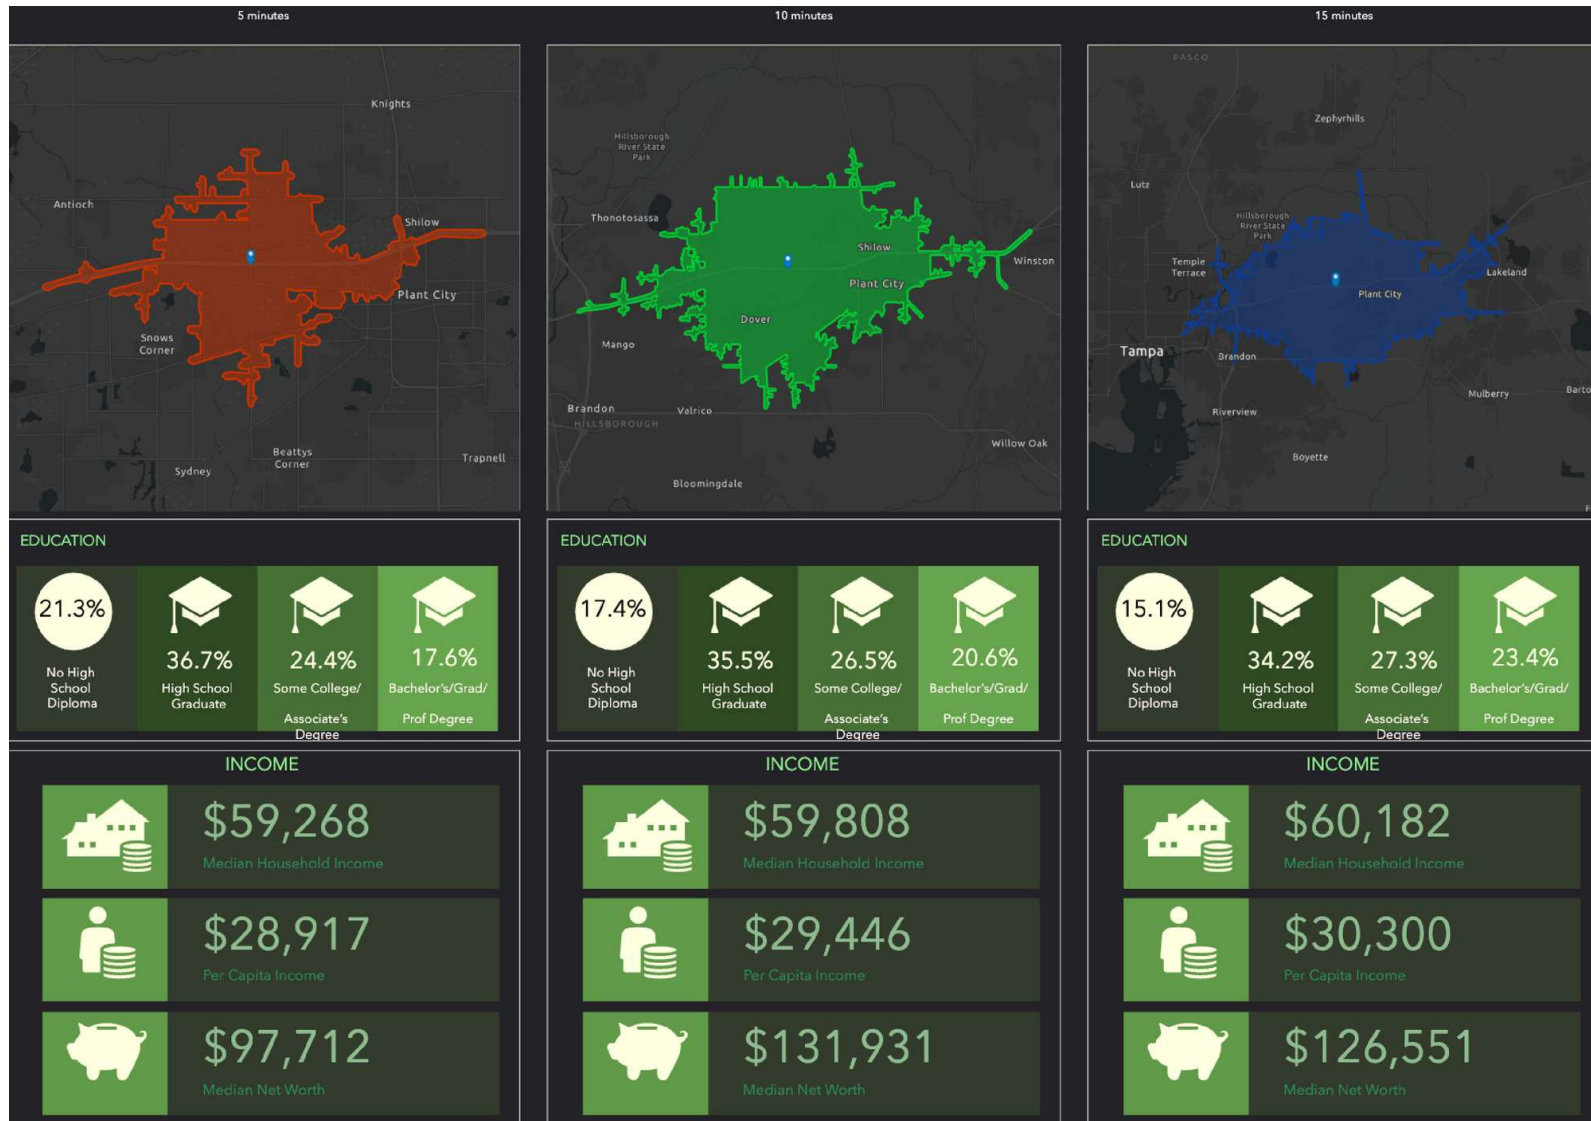 5 minutes
10 minutes
15 minutes
Knights
Antioch
Shilow
Plant City
Snows
Corner
Beattys
Corner
Sydney
Trapnell
Hillsborough
River State
Park
Thonotosassa
Shilow
Winston
Plant City
Dover
Mango
Brandon
Valrico
HILLSBOROUGH
Willow Oak
Bloomingdale
PASCO
Zephyrhills
Lutz
Hillsborough
River State
Park
Temple
Terrace
Lakeland
Plant City
Tampa
Brandon
Mulberry
Barto
Riverview
Boyette
F
EDUCATION
21.3%
No High
School
Diploma
36.7%
High School
Graduate
24.4%
Some College/
Associate's
Degree
17.6%
Bachelor's/Grad/
Prof Degree
EDUCATION
17.4%
No High
School
Diploma
35.5%
High School
Graduate
26.5%
Some College/
Associate's
Degree
20.6%
Bachelor's/Grad/
Prof Degree
EDUCATION
15.1%
No High
School
Diploma
34.2%
High School
Graduate
27.3%
Some College/
Associate's
Degree
23.4%
Bachelor's/Grad/
Prof Degree
INCOME
$59,268
Median Household Income
$28,917
Per Capita Income
$97,712
Median Net Worth
INCOME
$59,808
Median Household Income
$29,446
Per Capita Income
$131,931
Median Net Worth
INCOME
$60,182
Median Household Income
$30,300
Per Capita Income
$126,551
Median Net Worth